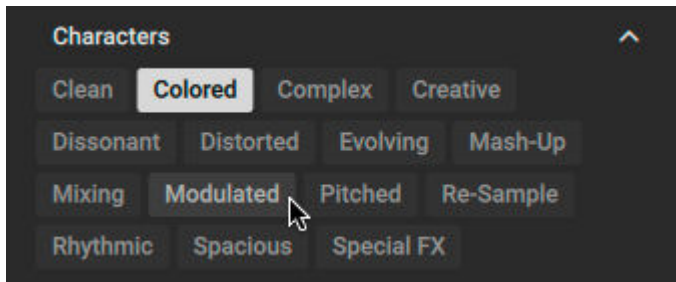 Characters
Clean Colored Complex Creative
Dissonant Distorted Evolving Mash-Up
Mixing Modulated Pitched Re-Sample
Rhythmic Spacious Special FX